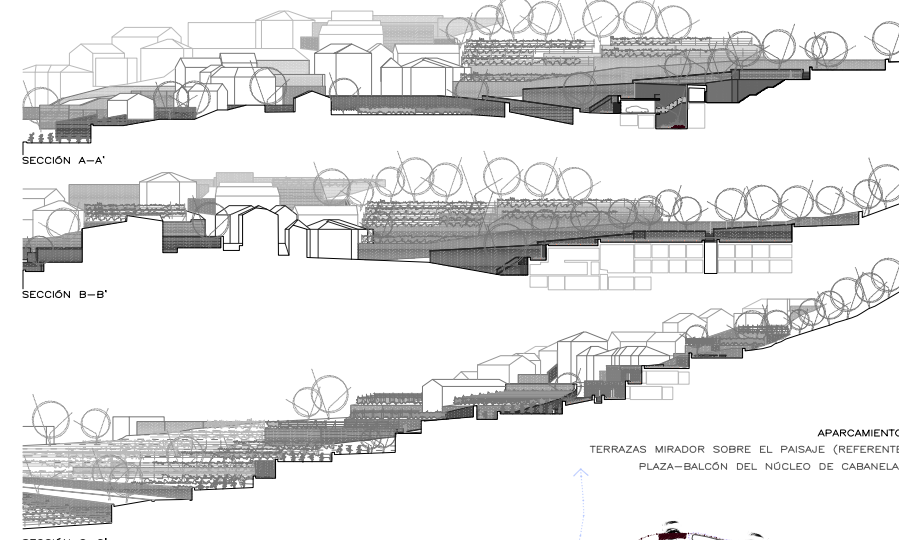 SECCIÓN A–A'
SECCIÓN B–B'
APARCAMIENTO
TERRAZAS MIRADOR SOBRE EL PAISAJE (REFERENTE
PLAZA–BALCÓN DEL NÚCLEO DE CABANELA